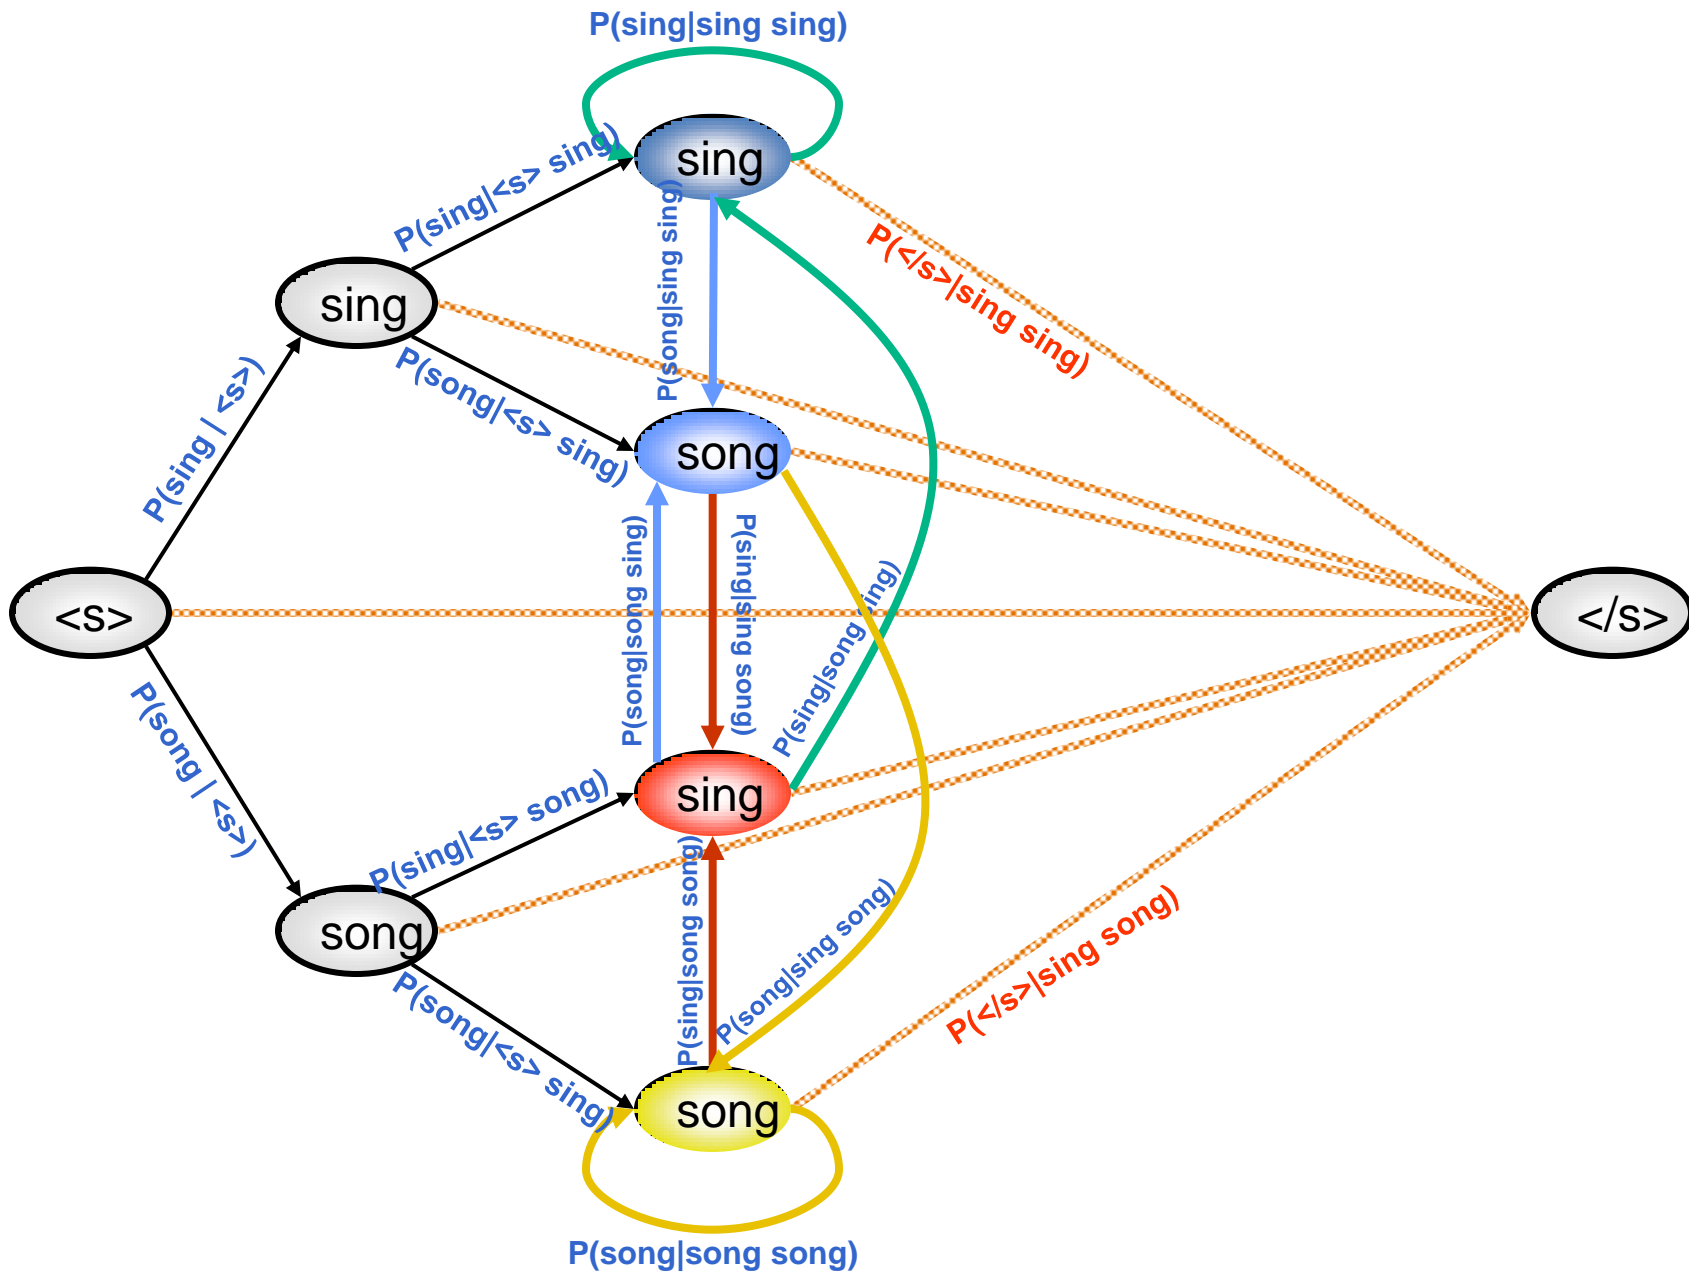 P(sing|sing sing)
sing
P(sing|<s> sing)
P(song|sing sing)
P(</s>|sing sing)
sing
P(song|<s> sing)
song
P(sing | <s>)
P(song|song sing)
P(sing|sing song)
P(sing|song sing)
<s>
</s>
P(song | <s>)
sing
P(sing|<s> song)
song
P(sing|song song)
P(song|sing song)
P(</s>|sing song)
P(song|<s> sing)
song
P(song|song song)